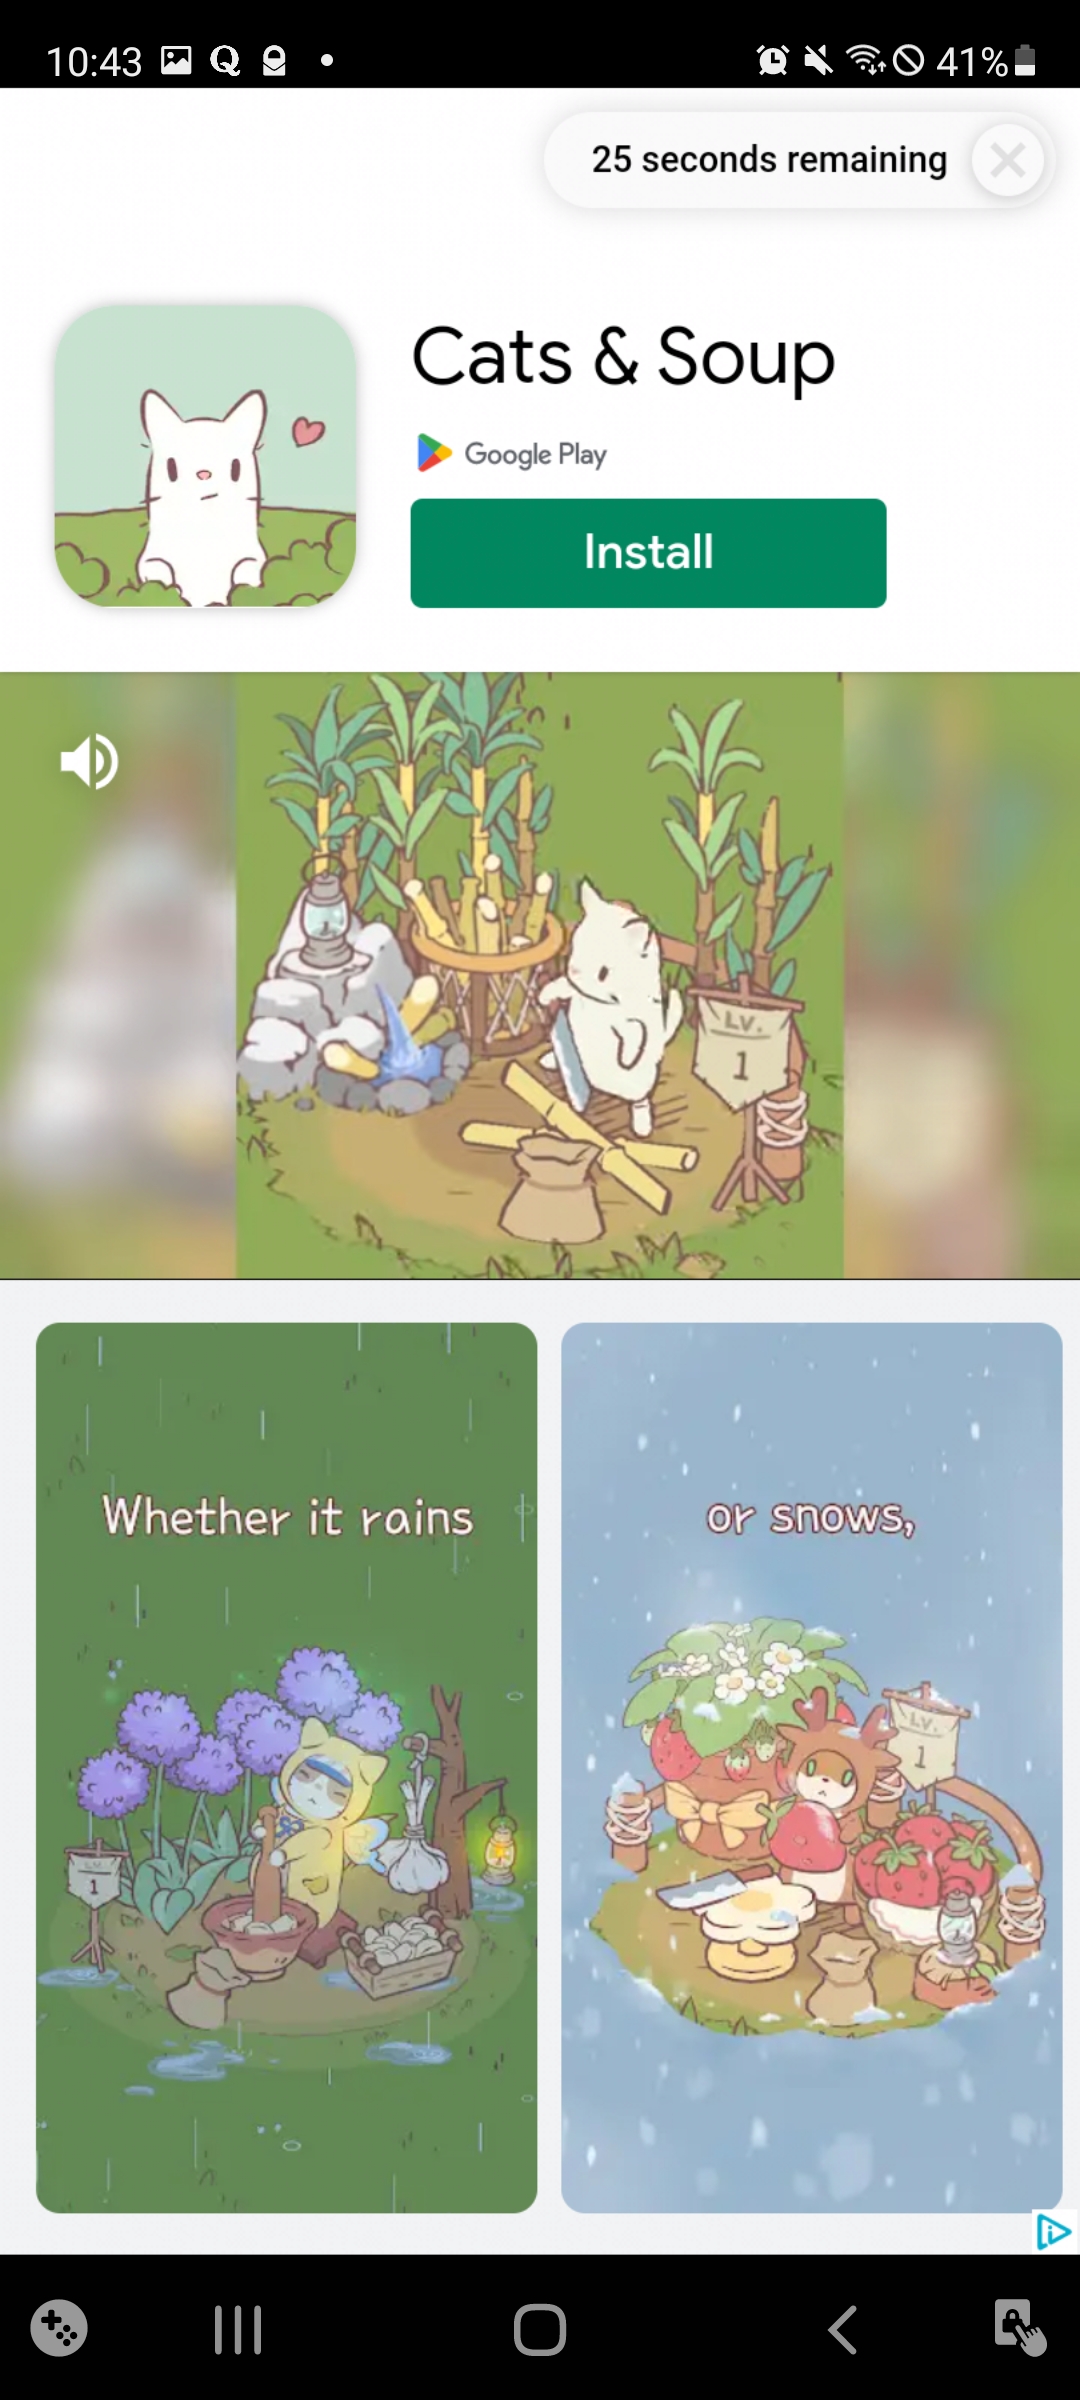 10:43
41%
25 seconds remaining
Cats & Soup
Google Play
Install
LV.
1
Whether it rains
or snows,
LV.
1
LV.
1